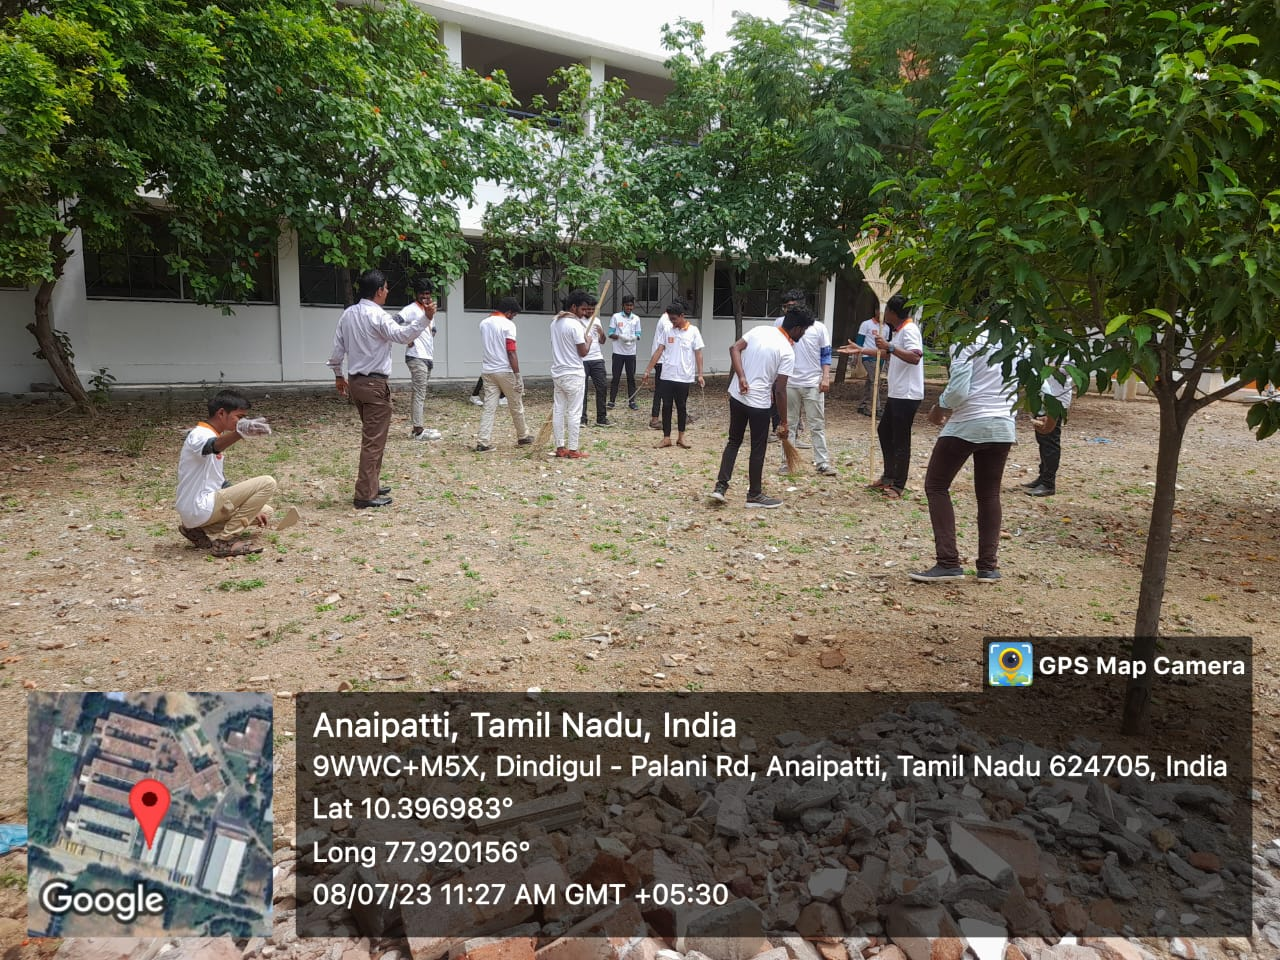 GPS Map Camera
Anaipatti, Tamil Nadu, India
9WWC+M5X, Dindigul - Palani Rd, Anaipatti, Tamil Nadu 624705, India
Lat 10.396983°
Long 77.920156°
08/07/23 11:27 AM GMT +05:30
Google